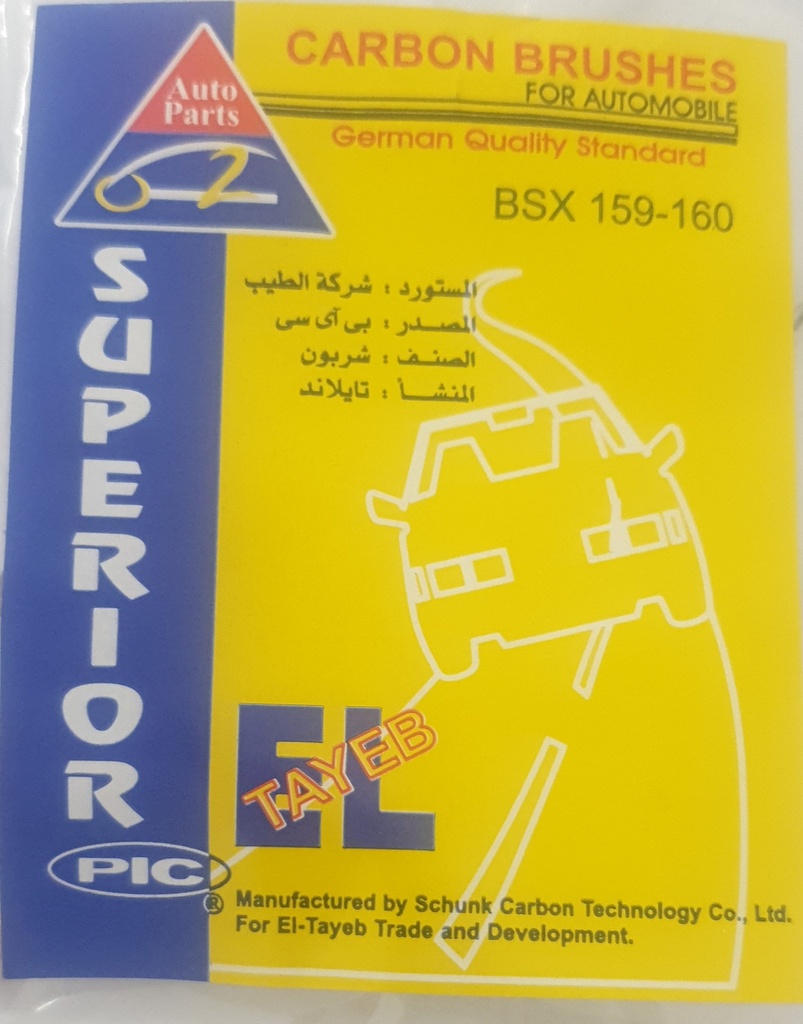 Auto
Parts
CARBON BRUSHES
FOR AUTOMOBILE
German Quality Standard
BSX 159-160
المستورد : شركة الطيب
المصدر : بى آى سى
الصنف : شربون
المنشأ : تايلاند
SUPERIOR
EL
TAYEB
PIC
®
Manufactured by Schunk Carbon Technology Co., Ltd.
For El-Tayeb Trade and Development.